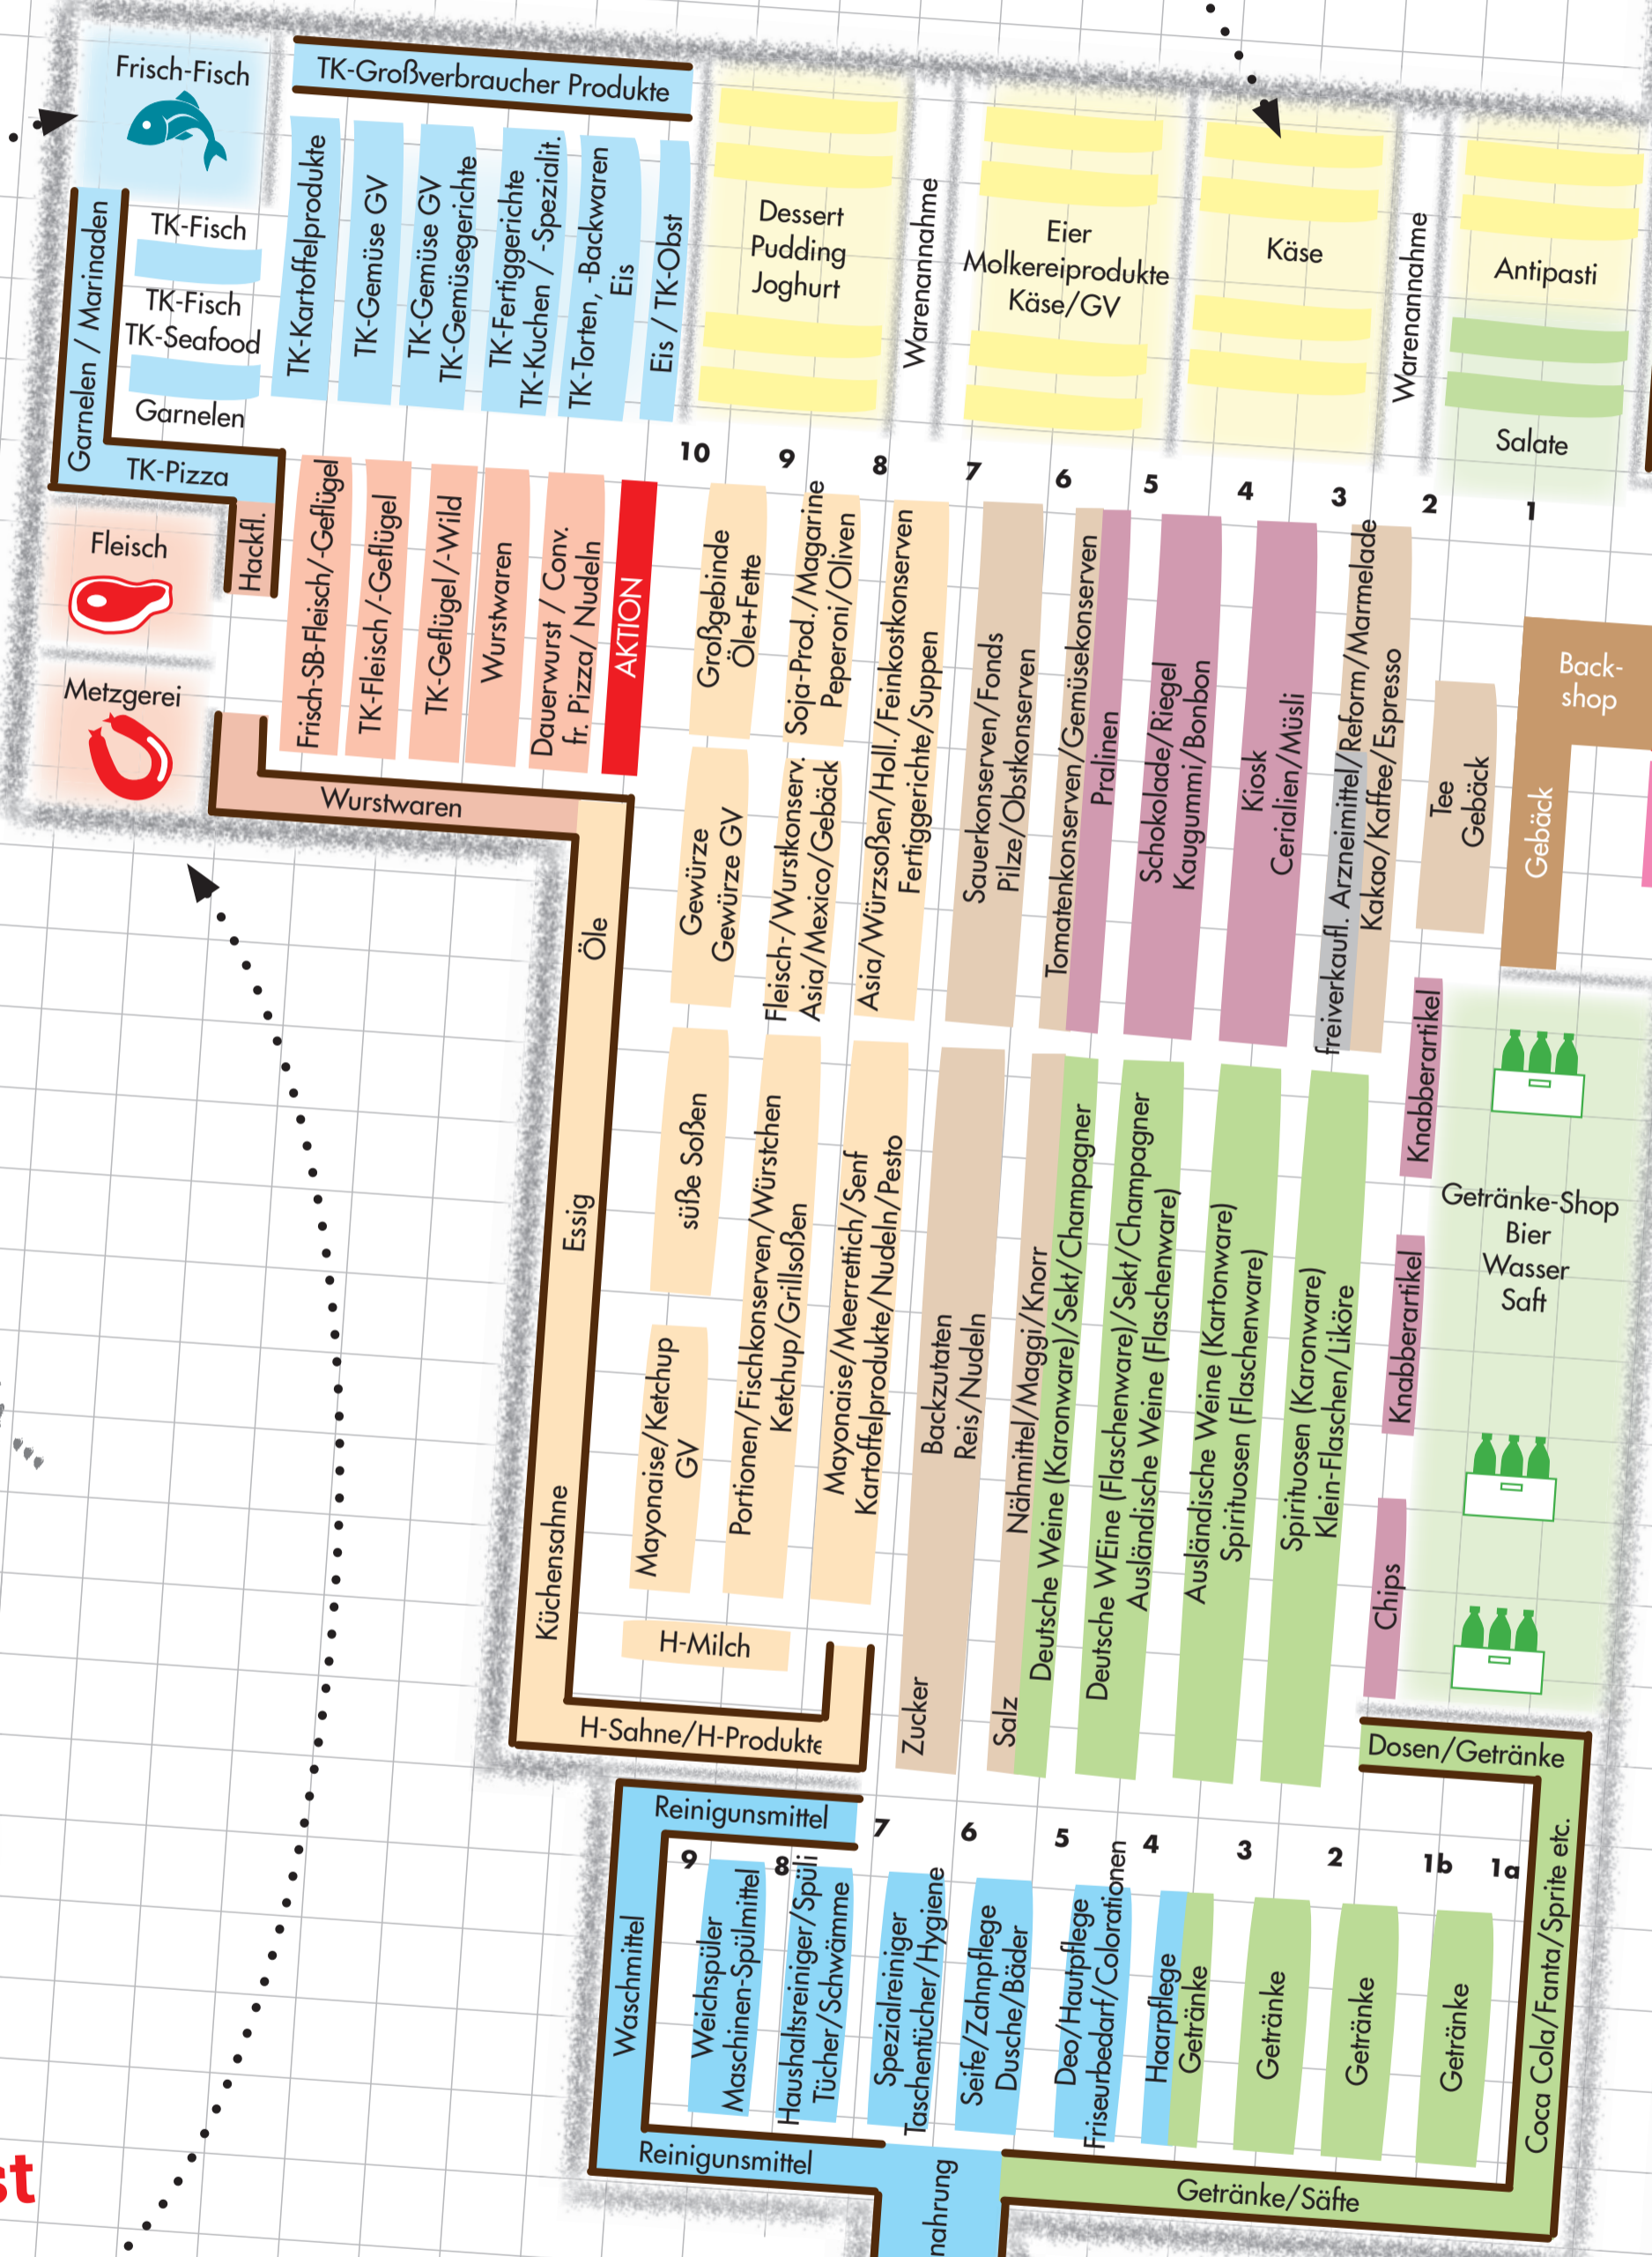 Frisch-Fisch
TK-Großverbraucher Produkte
Garnelen / Marinaden
TK-Fisch
TK-Fisch
TK-Seafood
Garnelen
TK-Pizza
TK-Kartoffelprodukte
TK-Gemüse GV
TK-Gemüse GV
TK-Gemüsegerichte
TK-Fertiggerichte
TK-Kuchen / -Spezialit.
TK-Torten, -Backwaren
Eis
Eis / TK-Obst
Dessert
Pudding
Joghurt
Warenannahme
Eier
Molkereiprodukte
Käse/GV
Käse
Warenannahme
Antipasti
Salate
10
9
8
7
6
5
4
3
2
1
Fleisch
Hackfl.
Metzgerei
Frisch-SB-Fleisch/-Geflügel
TK-Fleisch /-Geflügel
TK-Geflügel/-Wild
Wurstwaren
Dauerwurst / Conv.
fr. Pizza/ Nudeln
AKTION
Wurstwaren
Öle
Essig
Küchensahne
Großgebinde
Öle+Fette
Soja-Prod./Magarine
Peperoni/Oliven
Asia/Würzsoßen/Holl./Feinkostkonserven
Fertiggerichte/Suppen
Sauerkonserven/Fonds
Pilze/Obstkonserven
Tomatenkonserven/Gemüsekonserven
Pralinen
Schokolade/Riegel
Kaugummi/Bonbon
Kiosk
Cerialien/Müsli
freiverkaufl. Arzneimittel/Reform/Marmelade
Kakao/Kaffee/Espresso
Tee
Gebäck
Back-
shop
Gebäck
Gewürze
Gewürze GV
Fleisch-/Wurstkonserv.
Asia/Mexico/Gebäck
süße Soßen
Portionen/Fischkonserven/Würstchen
Ketchup/Grillsoßen
Mayonaise/Meerrettich/Senf
Kartoffelprodukte/Nudeln/Pesto
Mayonaise/Ketchup
GV
H-Milch
H-Sahne/H-Produkte
Backzutaten
Reis/Nudeln
Zucker
Nähmittel/Maggi/Knorr
Salz
Deutsche Weine (Karonware)/Sekt/Champagner
Deutsche WEine (Flaschenware)/Sekt/Champagner
Ausländische Weine (Flaschenware)
Ausländische Weine (Kartonware)
Spirituosen (Flaschenware)
Spirituosen (Karonware)
Klein-Flaschen/Liköre
Knabberartikel
Knabberartikel
Chips
Getränke-Shop
Bier
Wasser
Saft
Dosen/Getränke
Coca Cola/Fanta/Sprite etc.
Reinigunsmittel
9
8
7
6
5
4
3
2
1b
1a
Waschmittel
Weichspüler
Maschinen-Spülmittel
Haushaltsreiniger/Spüli
Tücher/Schwämme
Spezialreiniger
Taschentücher/Hygiene
Seife/Zahnpflege
Dusche/Bäder
Deo/Hautpflege
Friseurbedarf/Colorationen
Haarpflege
Getränke
Getränke
Getränke
Getränke
Reinigunsmittel
nahrung
Getränke/Säfte
st